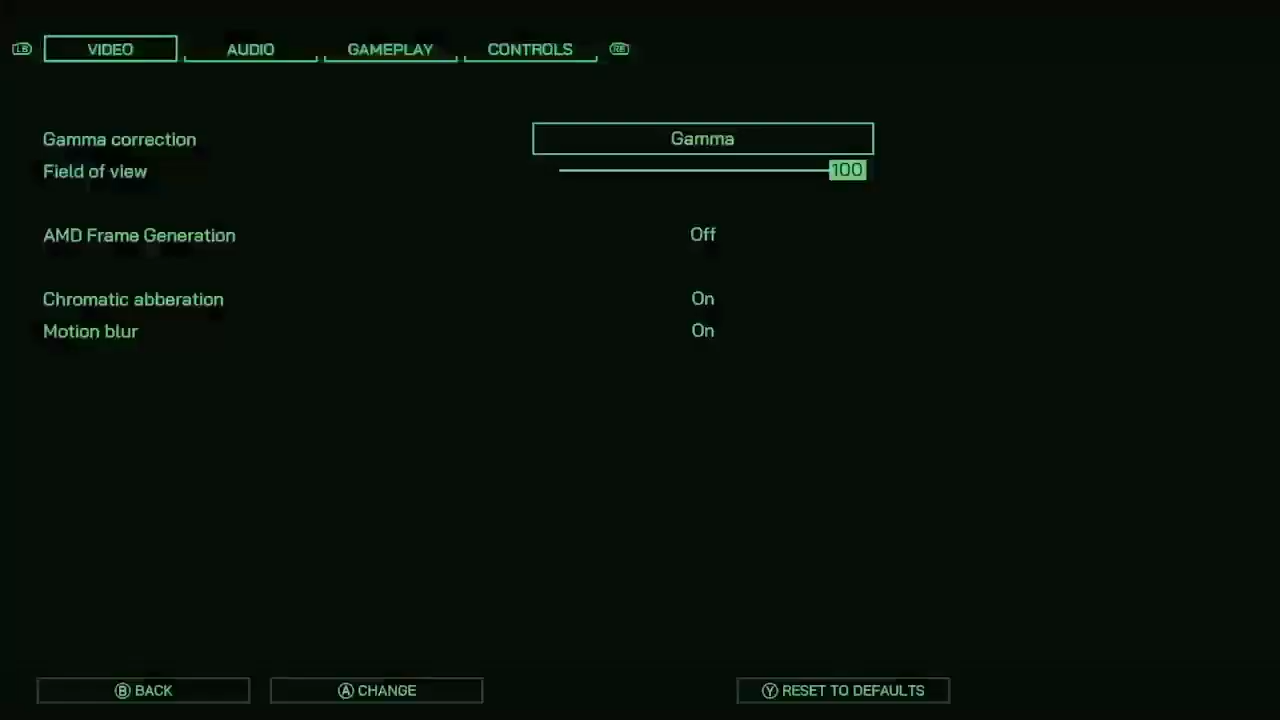 LB VIDEO AUDIO GAMEPLAY CONTROLS RB
Gamma correction Gamma
Field of view 100
AMD Frame Generation Off
Chromatic abberation On
Motion blur On
B BACK A CHANGE Y RESET TO DEFAULTS